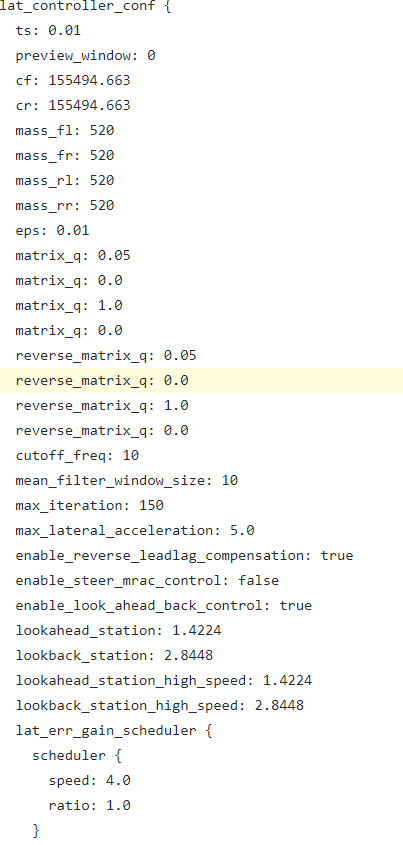 lat_controller_conf {
  ts: 0.01
  preview_window: 0
  cf: 155494.663
  cr: 155494.663
  mass_fl: 520
  mass_fr: 520
  mass_rl: 520
  mass_rr: 520
  eps: 0.01
  matrix_q: 0.05
  matrix_q: 0.0
  matrix_q: 1.0
  matrix_q: 0.0
  reverse_matrix_q: 0.05
  reverse_matrix_q: 0.0
  reverse_matrix_q: 1.0
  reverse_matrix_q: 0.0
  cutoff_freq: 10
  mean_filter_window_size: 10
  max_iteration: 150
  max_lateral_acceleration: 5.0
  enable_reverse_leadlag_compensation: true
  enable_steer_mrac_control: false
  enable_look_ahead_back_control: true
  lookahead_station: 1.4224
  lookback_station: 2.8448
  lookahead_station_high_speed: 1.4224
  lookback_station_high_speed: 2.8448
  lat_err_gain_scheduler {
    scheduler {
      speed: 4.0
      ratio: 1.0
    }